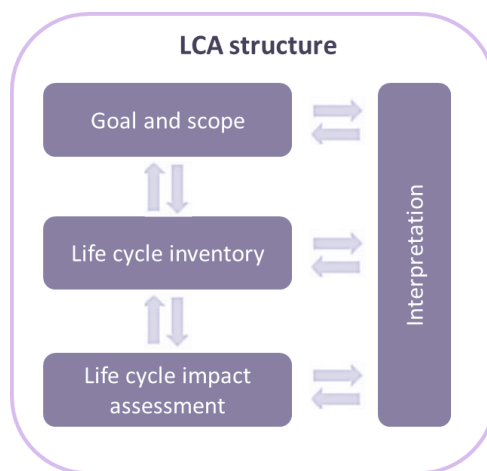 LCA structure
Goal and scope
Life cycle inventory
Life cycle impact
assessment
Interpretation